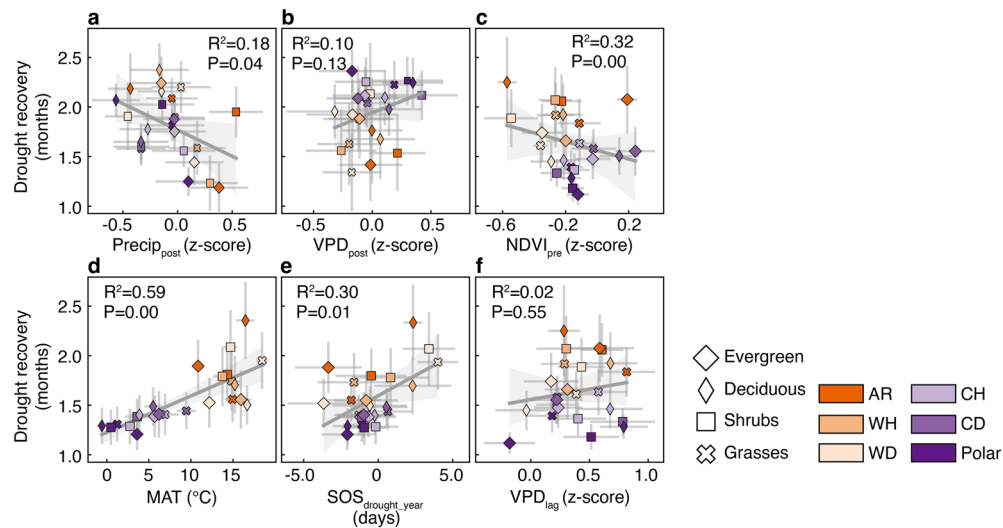 a
b
c
R²=0.18
P=0.04
R²=0.10
P=0.13
R²=0.32
P=0.00
Drought recovery
(months)
2.5
2.0
1.5
1.0
-0.5
0.0
0.5
-0.5
0.0
0.5
-0.6
-0.2
0.2
Precip_post (z-score)
VPD_post (z-score)
NDVI_pre (z-score)
d
e
f
R²=0.59
P=0.00
R²=0.30
P=0.01
R²=0.02
P=0.55
Drought recovery
(months)
2.5
2.0
1.5
1.0
0
5
10
15
-5.0
0
5.0
0.0
0.5
1.0
MAT (°C)
SOS_drought_year
(days)
VPD_lag (z-score)
Evergreen
Deciduous
Shrubs
Grasses
AR
WH
WD
CH
CD
Polar